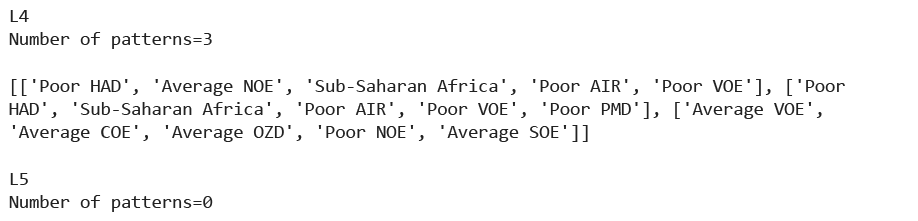 L4
Number of patterns=3
[['Poor HAD', 'Average NOE', 'Sub-Saharan Africa', 'Poor AIR', 'Poor VOE'], ['Poor
HAD', 'Sub-Saharan Africa', 'Poor AIR', 'Poor VOE', 'Poor PMD'], ['Average VOE',
'Average COE', 'Average OZD', 'Poor NOE', 'Average SOE']]
L5
Number of patterns=0